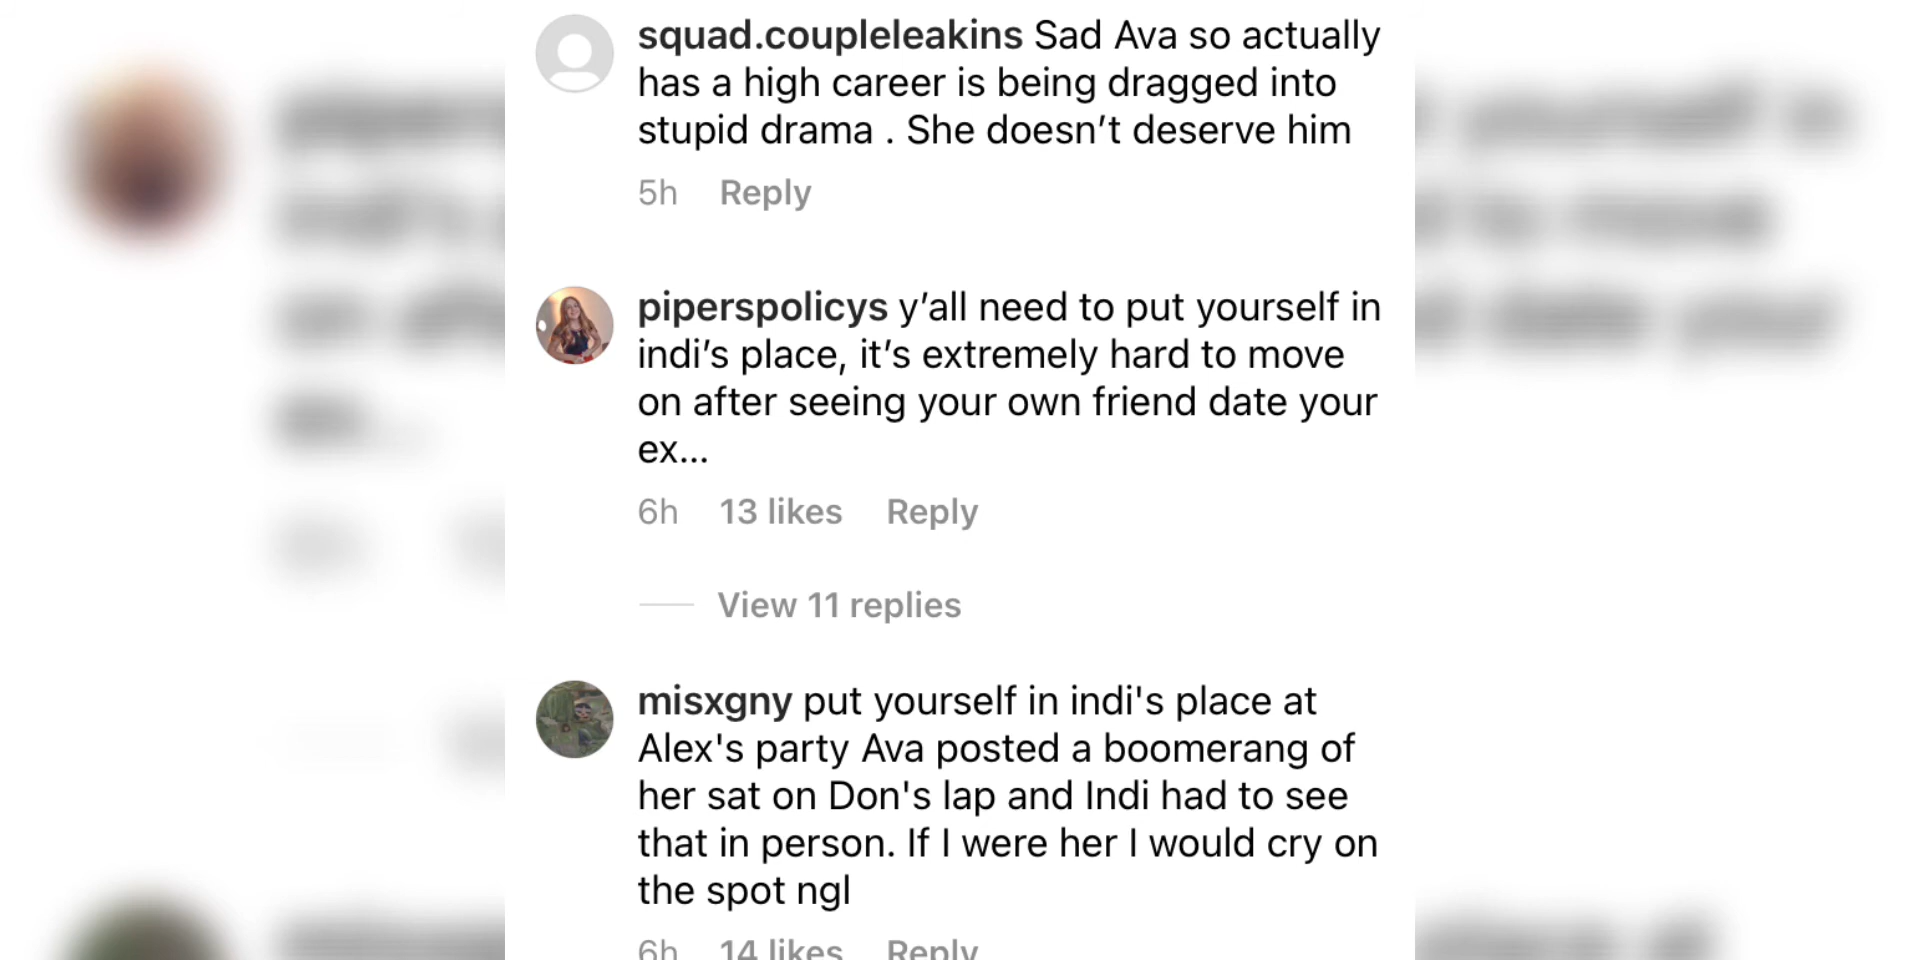 squad.coupleleakins Sad Ava so actually
has a high career is being dragged into
stupid drama . She doesn’t deserve him
5h Reply
piperspolicys y’all need to put yourself in
indi’s place, it’s extremely hard to move
on after seeing your own friend date your
ex...
6h 13 likes Reply
View 11 replies
misxgny put yourself in indi's place at
Alex's party Ava posted a boomerang of
her sat on Don's lap and Indi had to see
that in person. If I were her I would cry on
the spot ngl
6h 14 likes Reply